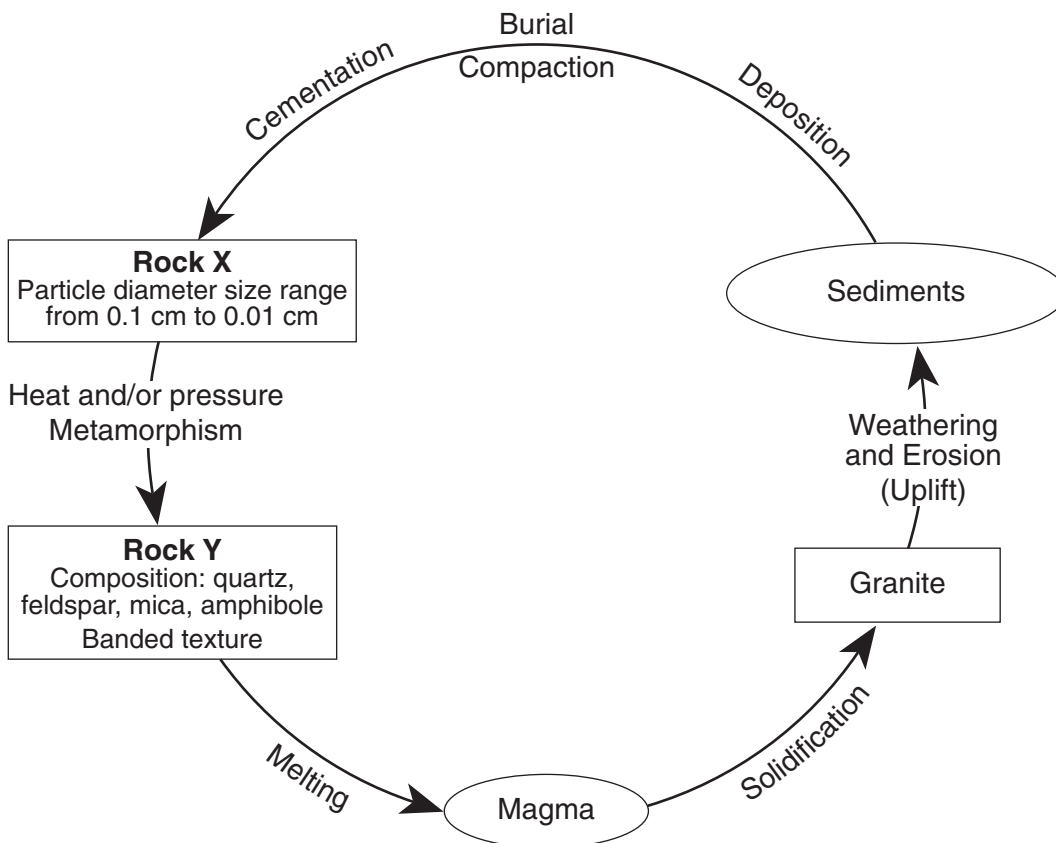 Burial
Compaction
Cementation
Deposition
Rock X
Particle diameter size range
from 0.1 cm to 0.01 cm
Sediments
Heat and/or pressure
Metamorphism
Weathering
and Erosion
(Uplift)
Rock Y
Composition: quartz,
feldspar, mica, amphibole
Banded texture
Granite
Melting
Magma
Solidification